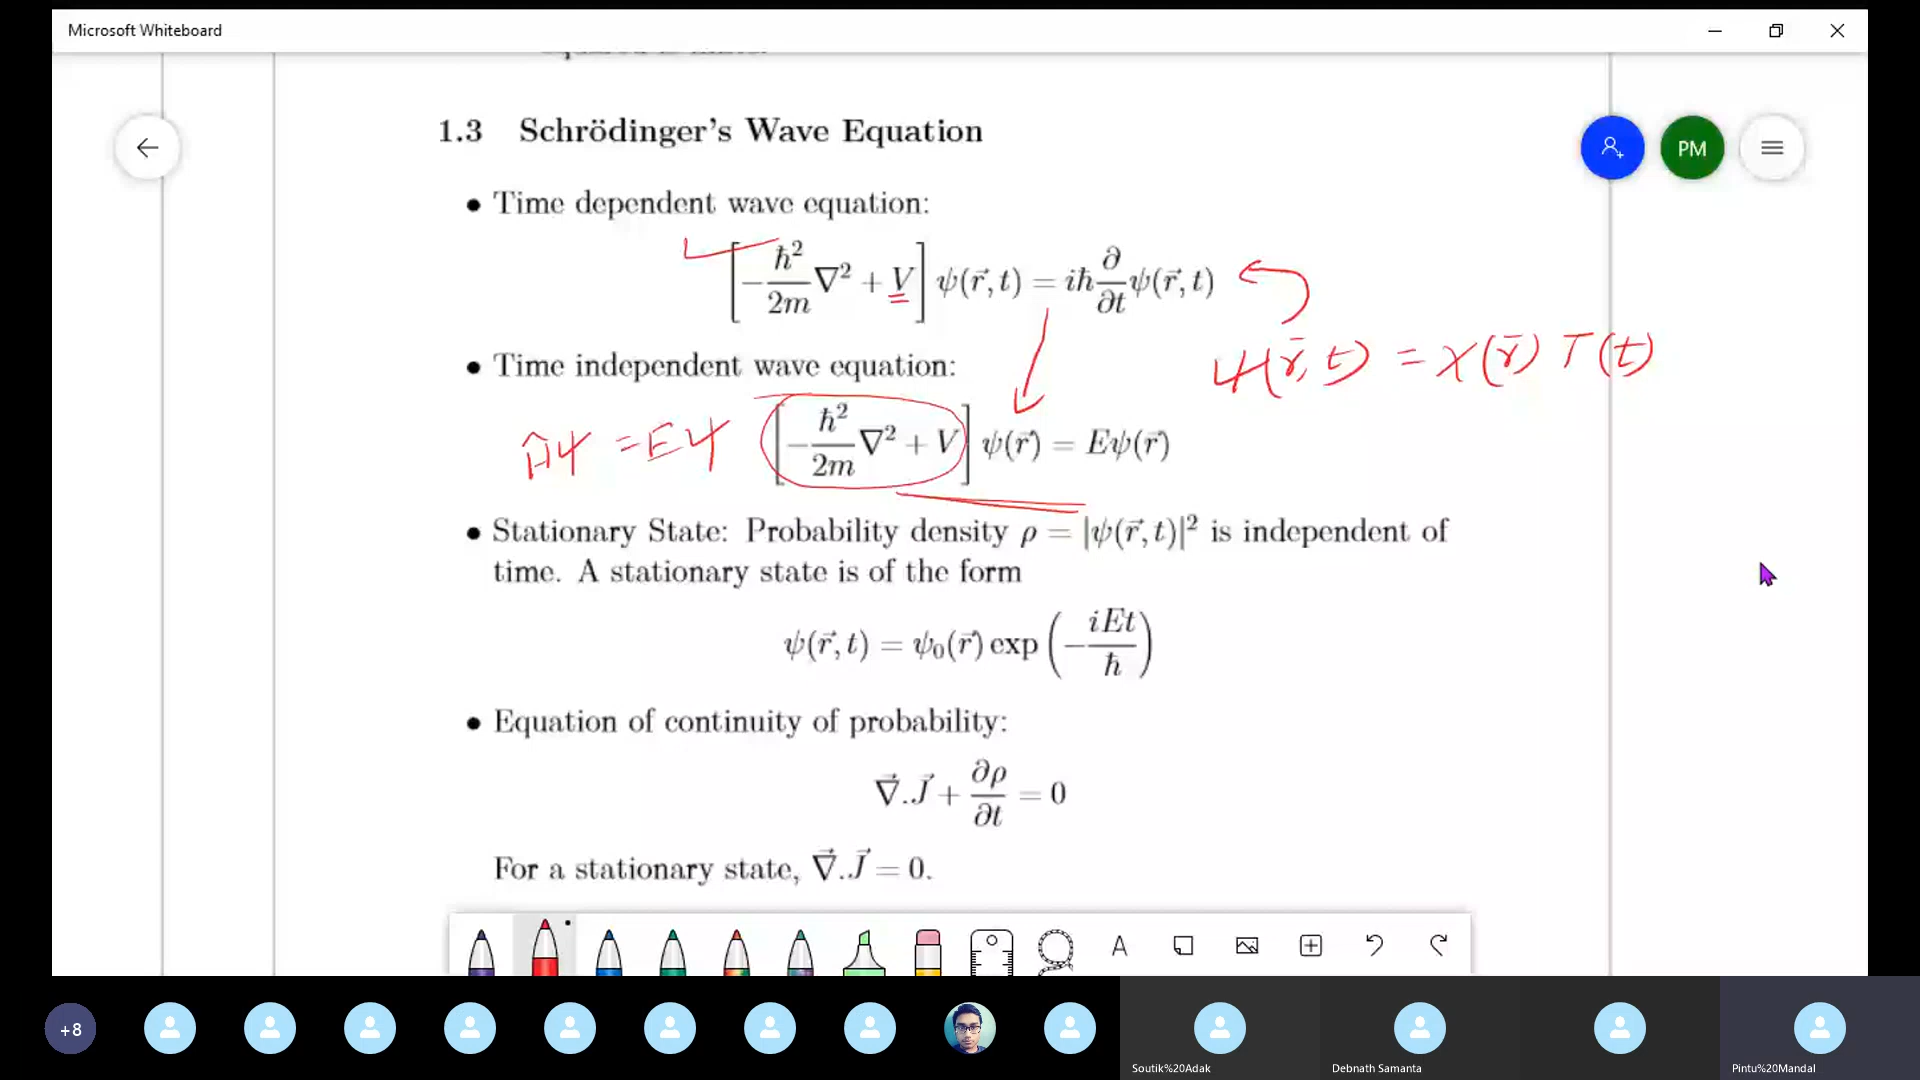 Microsoft Whiteboard
1.3 Schrödinger's Wave Equation
PM
• Time dependent wave equation:
[-ħ²/2m ∇² + V] ψ(r⃗, t) = iħ ∂/∂t ψ(r⃗, t)
ψ(r̄, t) = X(r̄) T(t)
• Time independent wave equation:
Ĥψ = Eψ [-ħ²/2m ∇² + V] ψ(r⃗) = Eψ(r⃗)
• Stationary State: Probability density ρ = |ψ(r⃗, t)|² is independent of
time. A stationary state is of the form
ψ(r⃗, t) = ψ₀(r⃗) exp (-iEt/ħ)
• Equation of continuity of probability:
∇⃗.J⃗ + ∂ρ/∂t = 0
For a stationary state, ∇⃗.J⃗ = 0.
A
+8
Soutik%20Adak
Debnath Samanta
Pintu%20Mandal